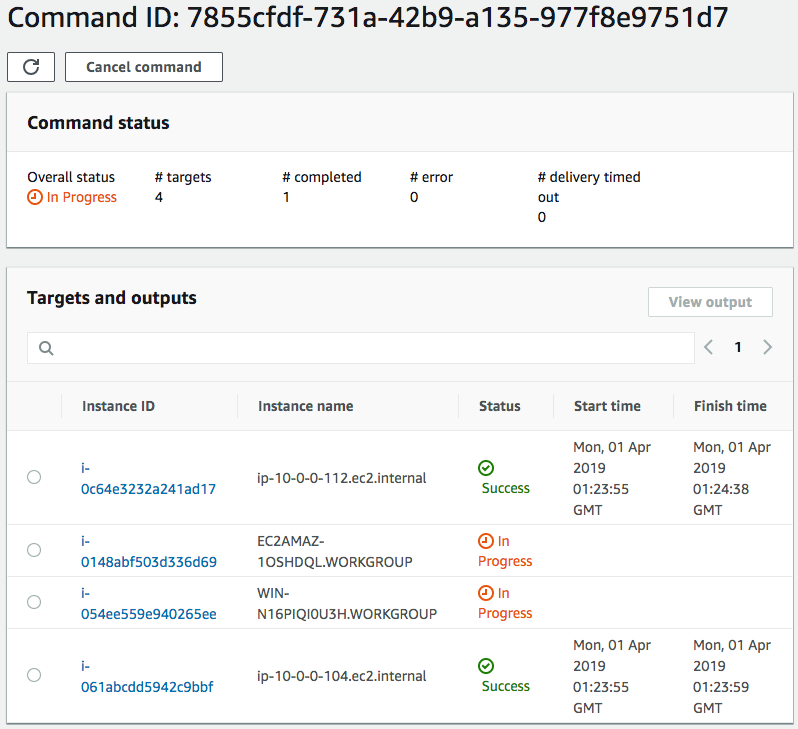 Command ID: 7855cfdf-731a-42b9-a135-977f8e9751d7
Cancel command
Command status
Overall status # targets # completed # error # delivery timed
In Progress 4 1 0 out
0
Targets and outputs View output
1
Instance ID Instance name Status Start time Finish time
i-
0c64e3232a241ad17
ip-10-0-0-112.ec2.internal
Success
Mon, 01 Apr
2019
01:23:55
GMT
Mon, 01 Apr
2019
01:24:38
GMT
i-
0148abf503d336d69
EC2AMAZ-
1OSHDQL.WORKGROUP
In
Progress
i-
054ee559e940265ee
WIN-
N16PIQI0U3H.WORKGROUP
In
Progress
i-
061abcdd5942c9bbf
ip-10-0-0-104.ec2.internal
Success
Mon, 01 Apr
2019
01:23:55
GMT
Mon, 01 Apr
2019
01:23:59
GMT